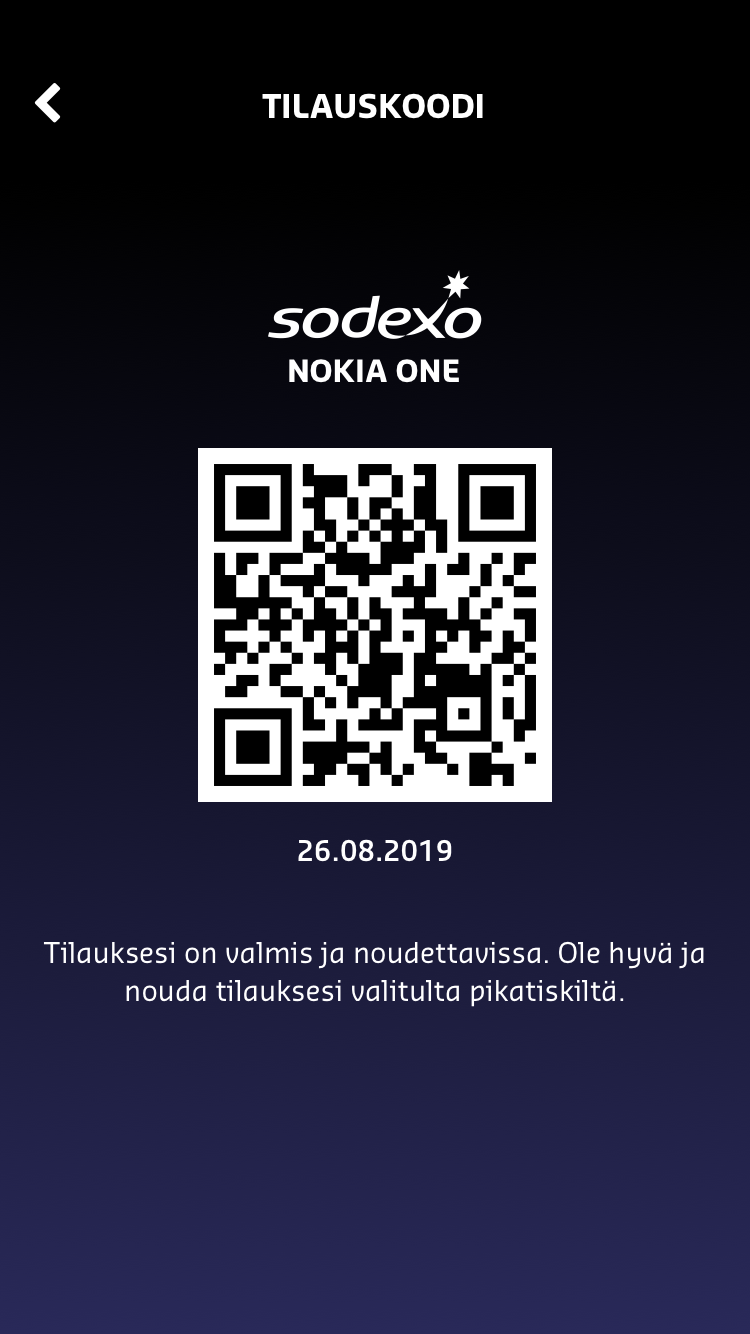 TILAUSKOODI
sodexo
NOKIA ONE
26.08.2019
Tilauksesi on valmis ja noudettavissa. Ole hyvä ja
nouda tilauksesi valitulta pikatiskiltä.